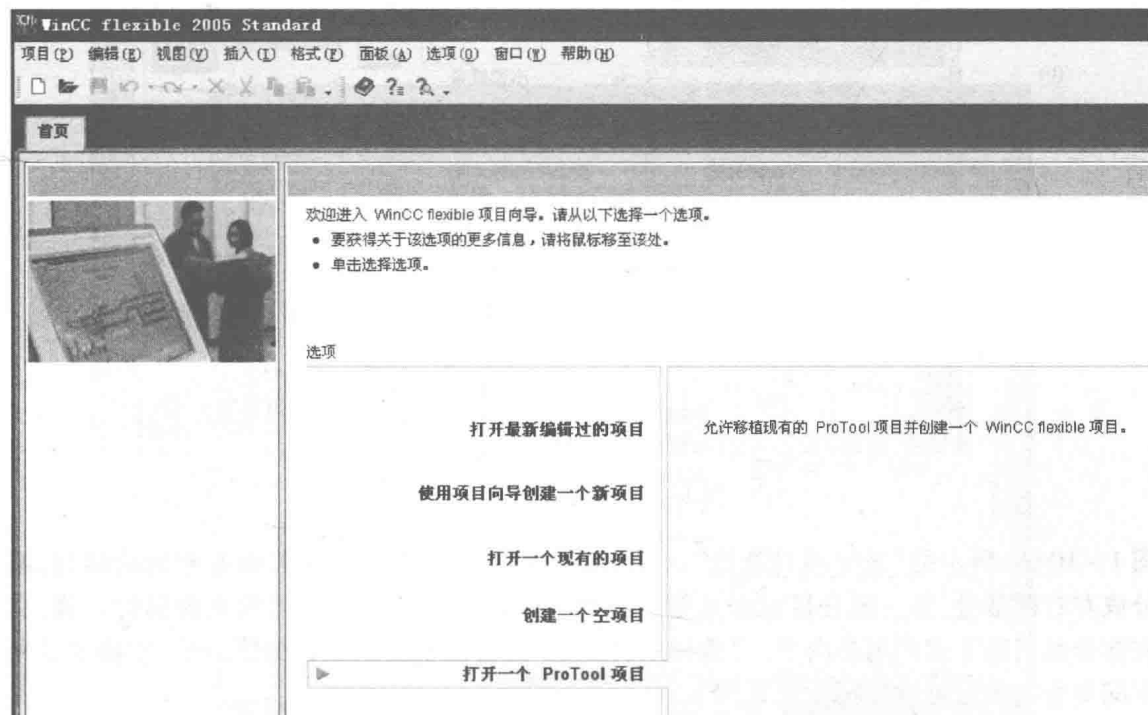 WinCC flexible 2005 Standard
项目(P) 编辑(E) 视图(V) 插入(I) 格式(F) 面板(A) 选项(O) 窗口(W) 帮助(H)
首页
欢迎进入 WinCC flexible 项目向导。请从以下选择一个选项。
• 要获得关于该选项的更多信息，请将鼠标移至该处。
• 单击选择选项。
选项
打开最新编辑过的项目
允许移植现有的 ProTool 项目并创建一个 WinCC flexible 项目。
使用项目向导创建一个新项目
打开一个现有的项目
创建一个空项目
打开一个 ProTool 项目